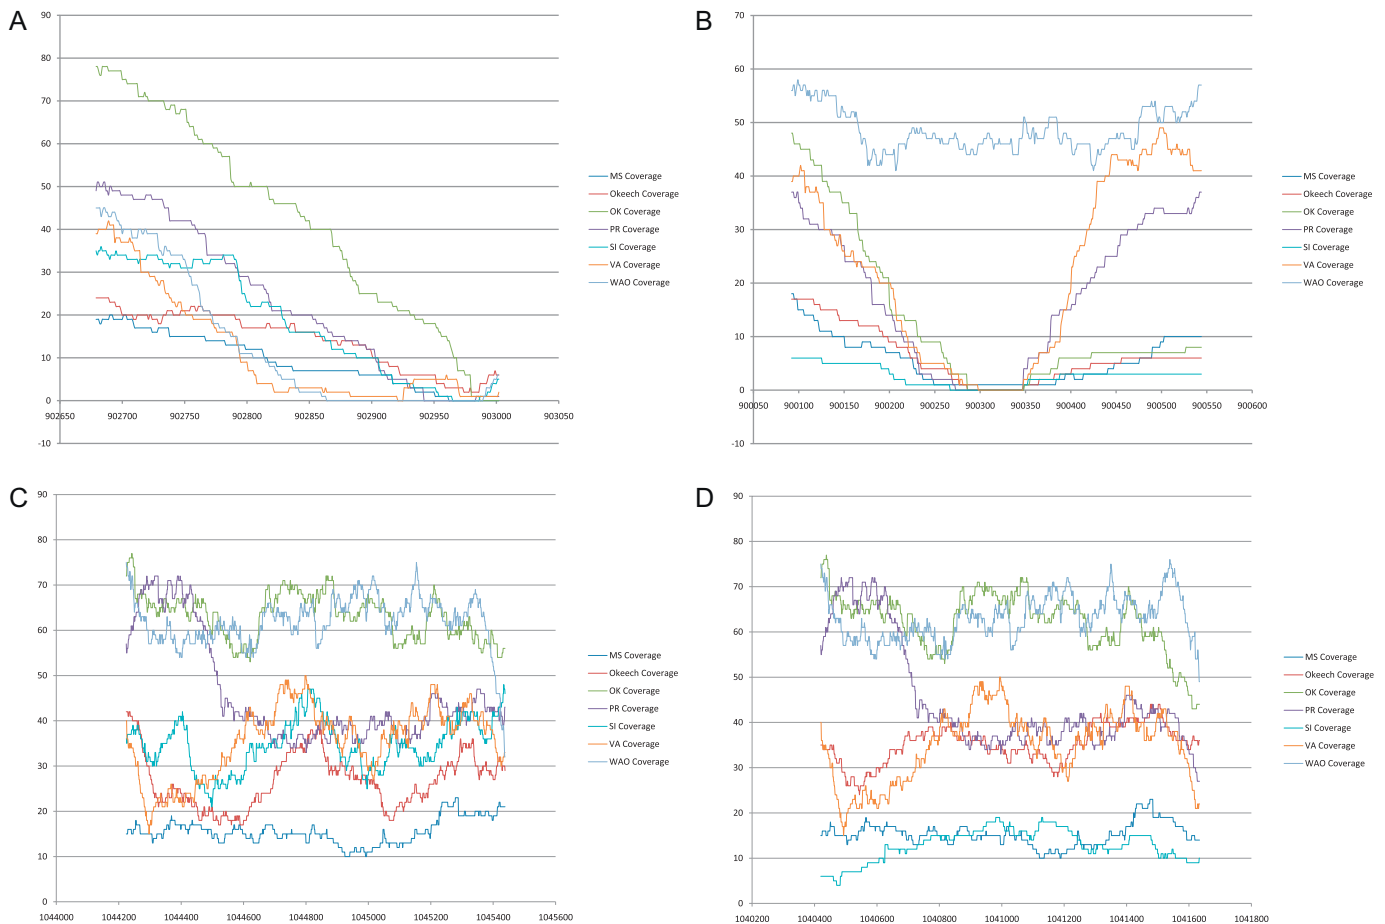 A
90
80
70
60
50
40
30
20
10
0
-10
902650 902700 902750 902800 902850 902900 902950 903000 903050
MS Coverage
Okeech Coverage
OK Coverage
PR Coverage
SI Coverage
VA Coverage
WAO Coverage
B
70
60
50
40
30
20
10
0
-10
900050 900100 900150 900200 900250 900300 900350 900400 900450 900500 900550 900600
MS Coverage
Okeech Coverage
OK Coverage
PR Coverage
SI Coverage
VA Coverage
WAO Coverage
C
90
80
70
60
50
40
30
20
10
0
1044000 1044200 1044400 1044600 1044800 1045000 1045200 1045400 1045600
MS Coverage
Okeech Coverage
OK Coverage
PR Coverage
SI Coverage
VA Coverage
WAO Coverage
D
90
80
70
60
50
40
30
20
10
0
1040200 1040400 1040600 1040800 1041000 1041200 1041400 1041600 1041800
MS Coverage
Okeech Coverage
OK Coverage
PR Coverage
SI Coverage
VA Coverage
WAO Coverage